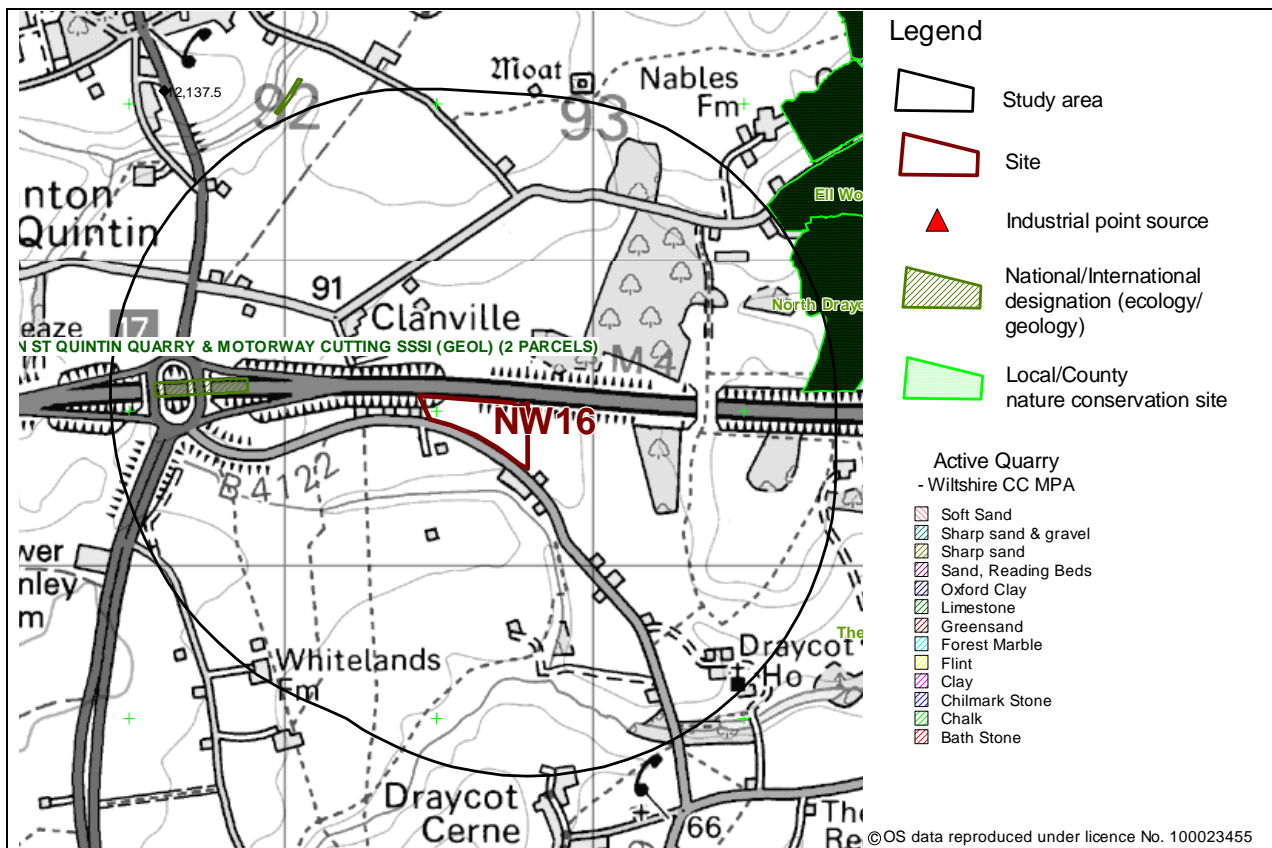 12,137.5
92
Moat
93
Nables
Fm
Ell Wo
nton
Quintin
91
Clanville
North Drayc
eaze
17
N ST QUINTIN QUARRY & MOTORWAY CUTTING SSSI (GEOL) (2 PARCELS)
M 4
NW16
B 4122
wer
nley
m
Whitelands
Fm
The
Draycot
Ho
Draycot
Cerne
66
The
Re
Legend
Study area
Site
Industrial point source
National/International
designation (ecology/
geology)
Local/County
nature conservation site
Active Quarry
- Wiltshire CC MPA
Soft Sand
Sharp sand & gravel
Sharp sand
Sand, Reading Beds
Oxford Clay
Limestone
Greensand
Forest Marble
Flint
Clay
Chilmark Stone
Chalk
Bath Stone
©OS data reproduced under licence No. 100023455